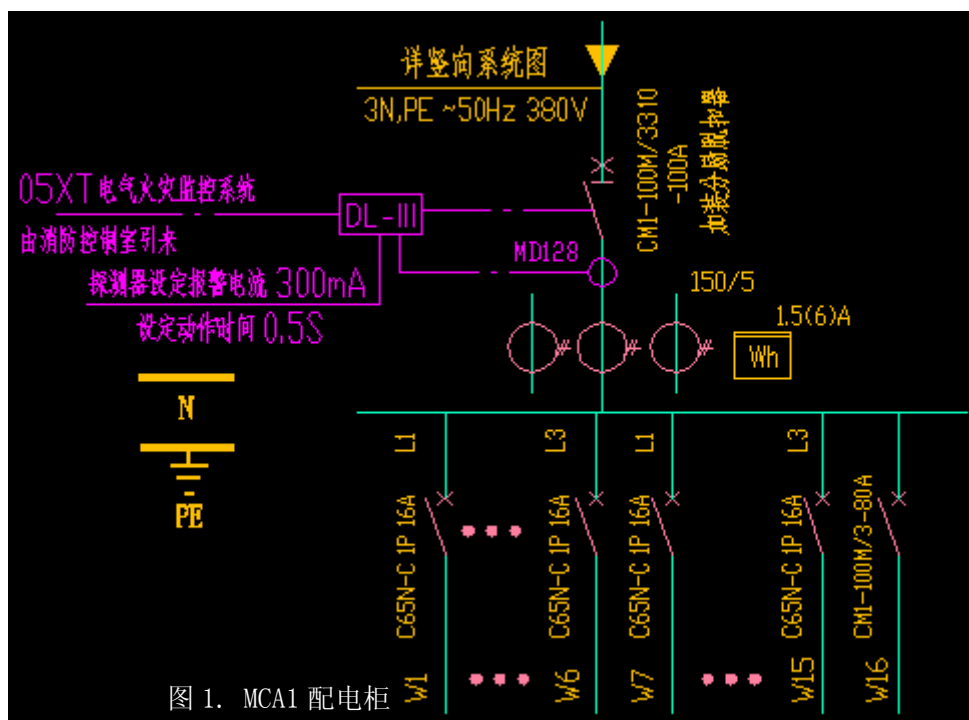 详竖向系统图
3N,PE ~50Hz 380V
CM1-100M/3310
-100A
加装分励脱扣器
05XT电气火灾监控系统
由消防控制室引来
DL-III
MD128
探测器设定报警电流 300mA
设定动作时间 0.5S
150/5
1.5(6)A
Wh
N
PE
L1
L3
L1
L3
C65N-C 1P 16A
C65N-C 1P 16A
C65N-C 1P 16A
C65N-C 1P 16A
CM1-100M/3-80A
W1
W6
W7
W15
W16
图 1. MCA1 配电柜